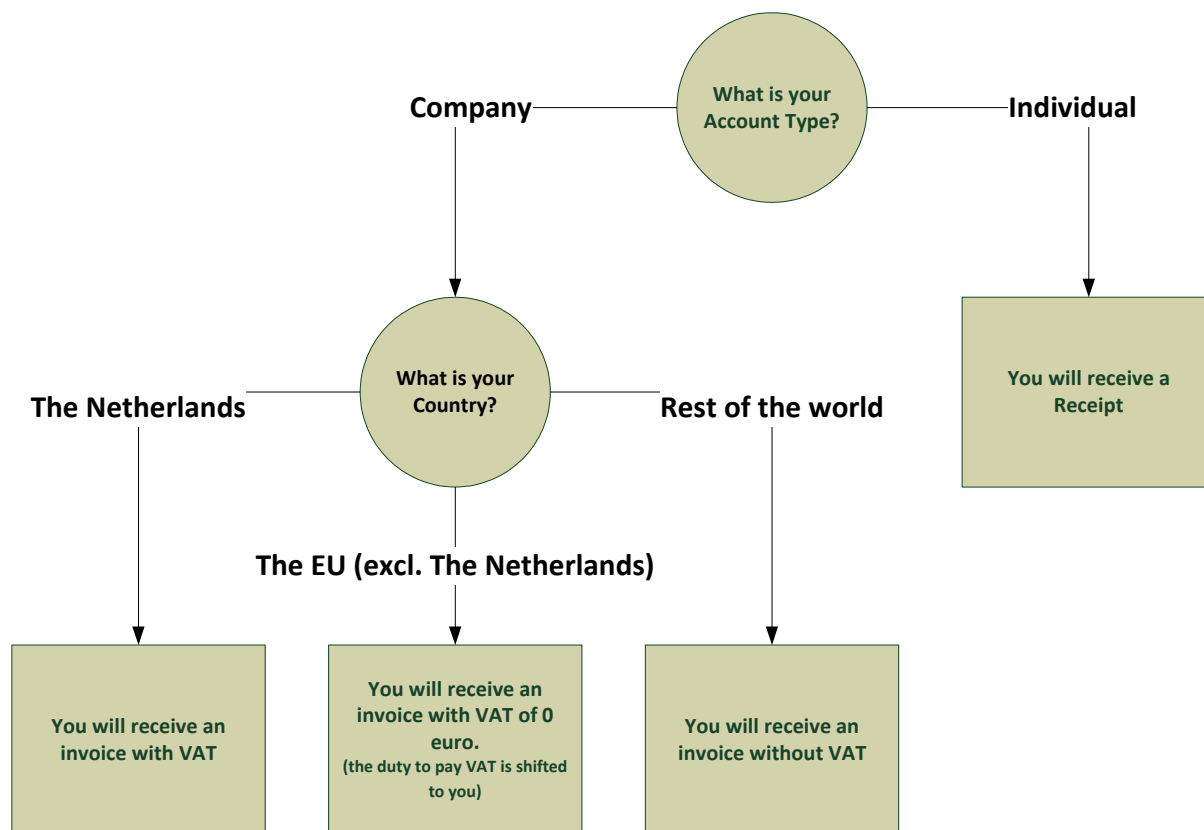 What is your
Account Type?
Company
Individual
What is your
Country?
The Netherlands
Rest of the world
You will receive a
Receipt
The EU (excl. The Netherlands)
You will receive an
invoice with VAT
You will receive an
invoice with VAT of 0
euro.
(the duty to pay VAT is shifted
to you)
You will receive an
invoice without VAT